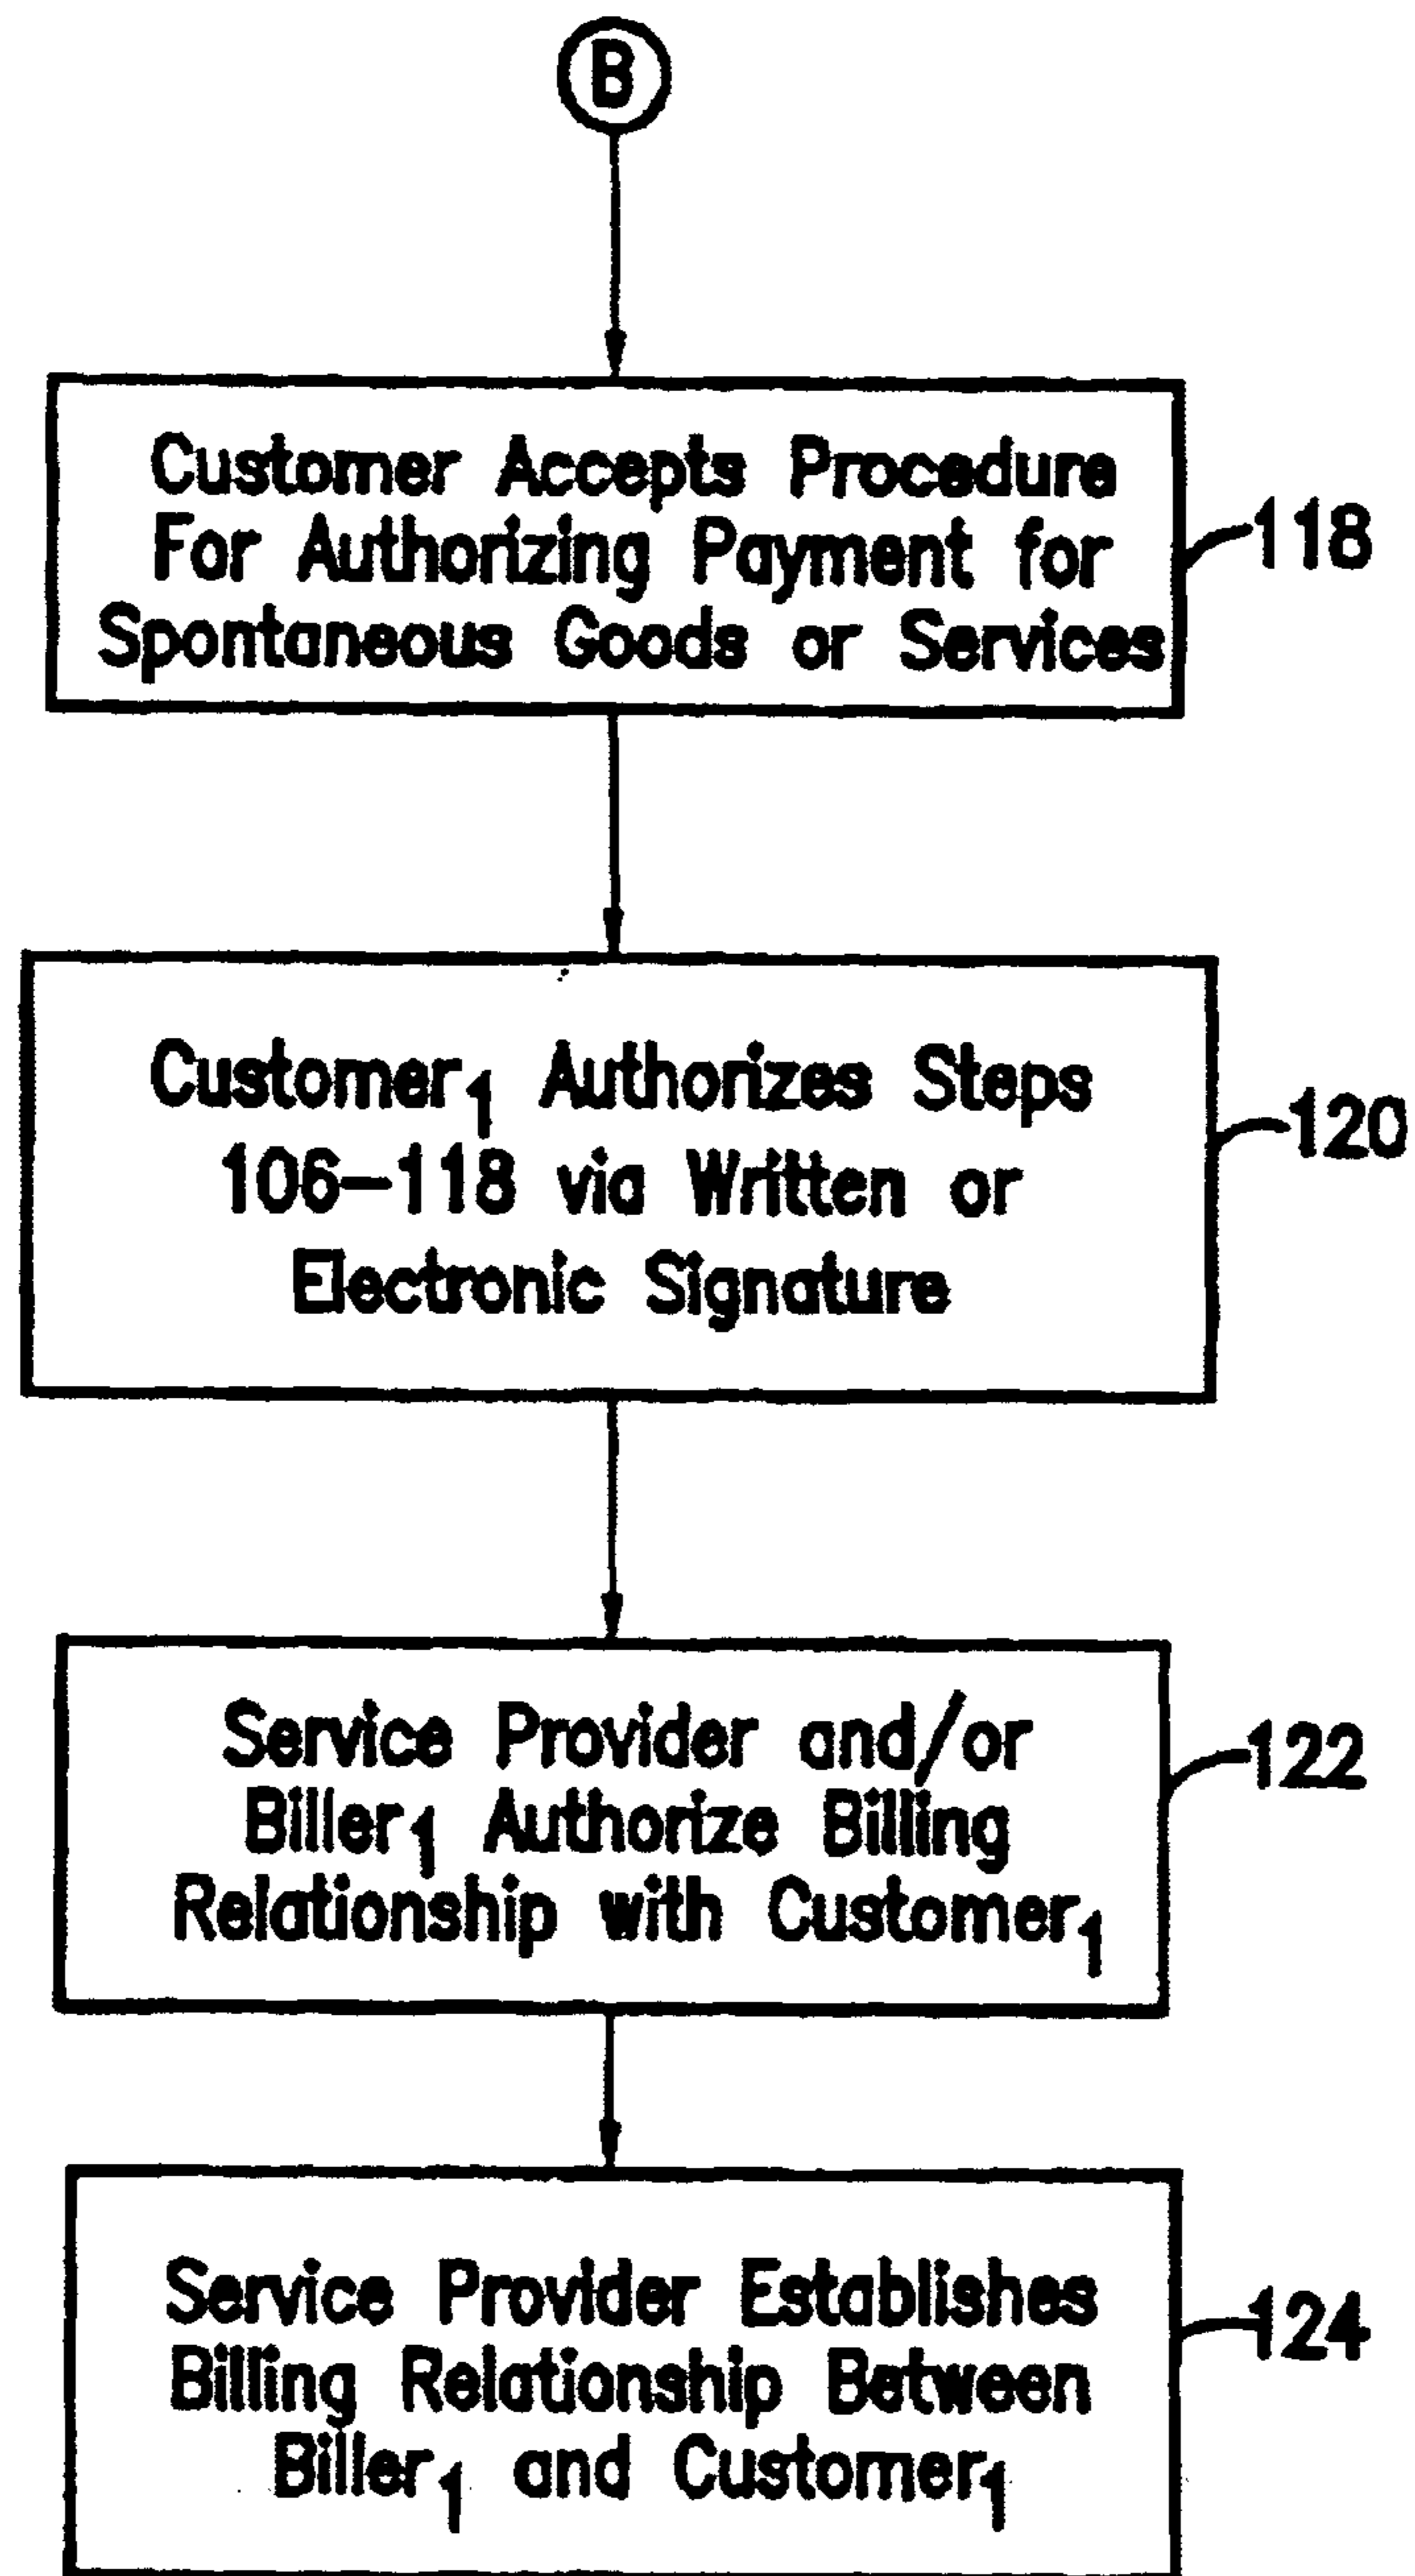 B
Customer Accepts Procedure
For Authorizing Payment for
Spontaneous Goods or Services
118
Customer₁ Authorizes Steps
106–118 via Written or
Electronic Signature
120
Service Provider and/or
Biller₁ Authorize Billing
Relationship with Customer₁
122
Service Provider Establishes
Billing Relationship Between
Biller₁ and Customer₁
124